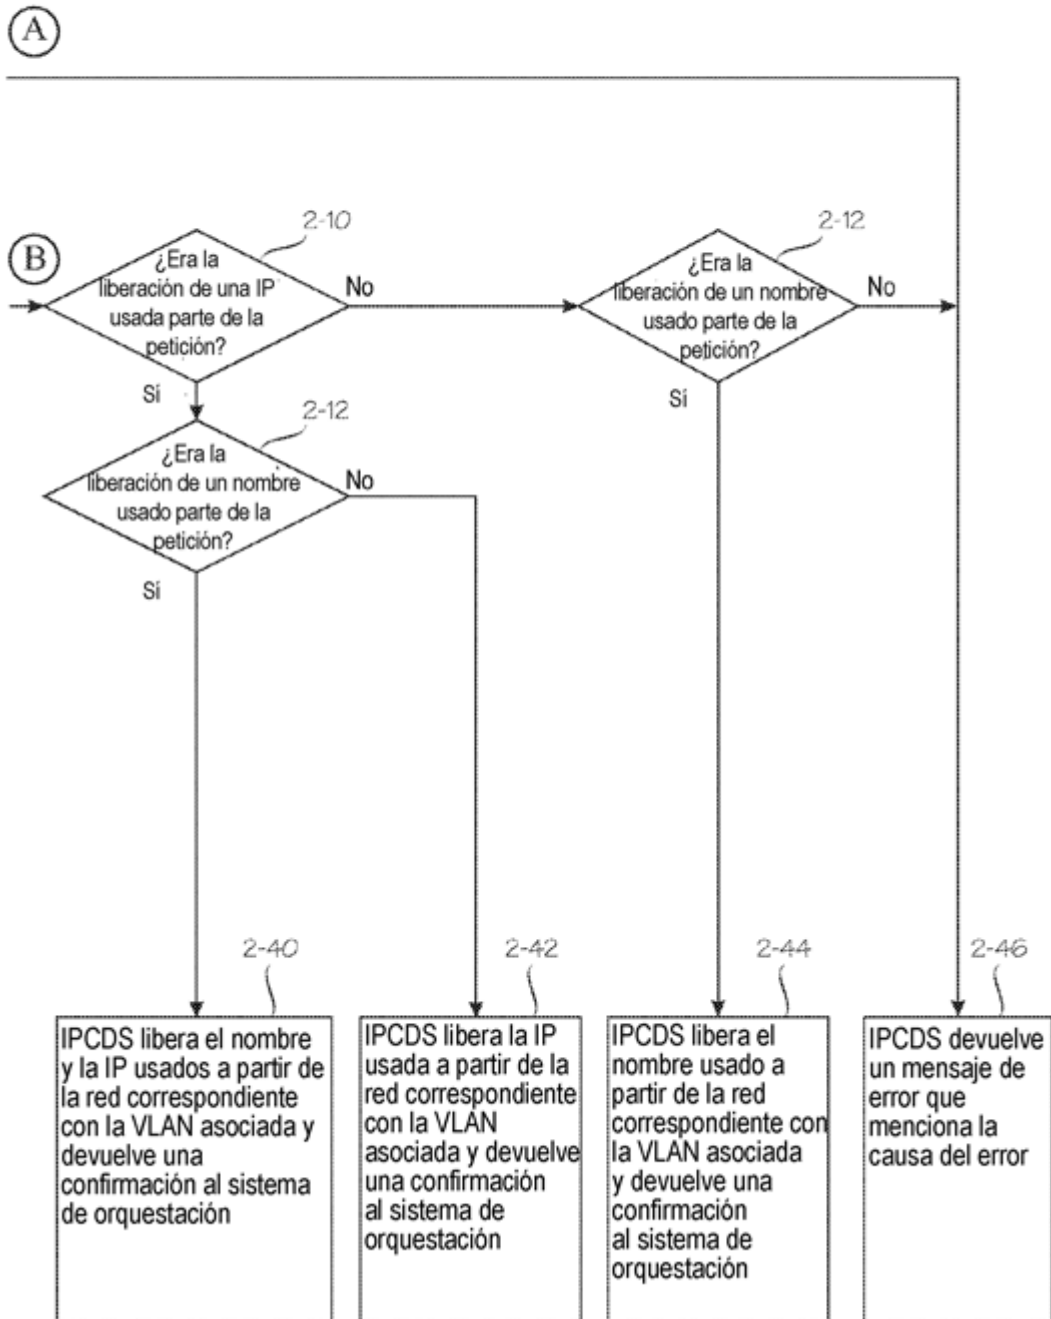 A
2-10
2-12
B
¿Era la
liberación de una IP
usada parte de la
petición?
No
¿Era la
liberación de un nombre
usado parte de la
petición?
No
Sí
Sí
2-12
¿Era la
liberación de un nombre
usado parte de la
petición?
No
Sí
2-40
2-42
2-44
2-46
IPCDS libera el nombre
y la IP usados a partir de
la red correspondiente
con la VLAN asociada y
devuelve una
confirmación al sistema
de orquestación
IPCDS libera la IP
usada a partir de la
red correspondiente
con la VLAN
asociada y devuelve
una confirmación
al sistema de
orquestación
IPCDS libera el
nombre usado a
partir de la red
correspondiente con
la VLAN asociada
y devuelve una
confirmación
al sistema de
orquestación
IPCDS devuelve
un mensaje de
error que
menciona la
causa del error